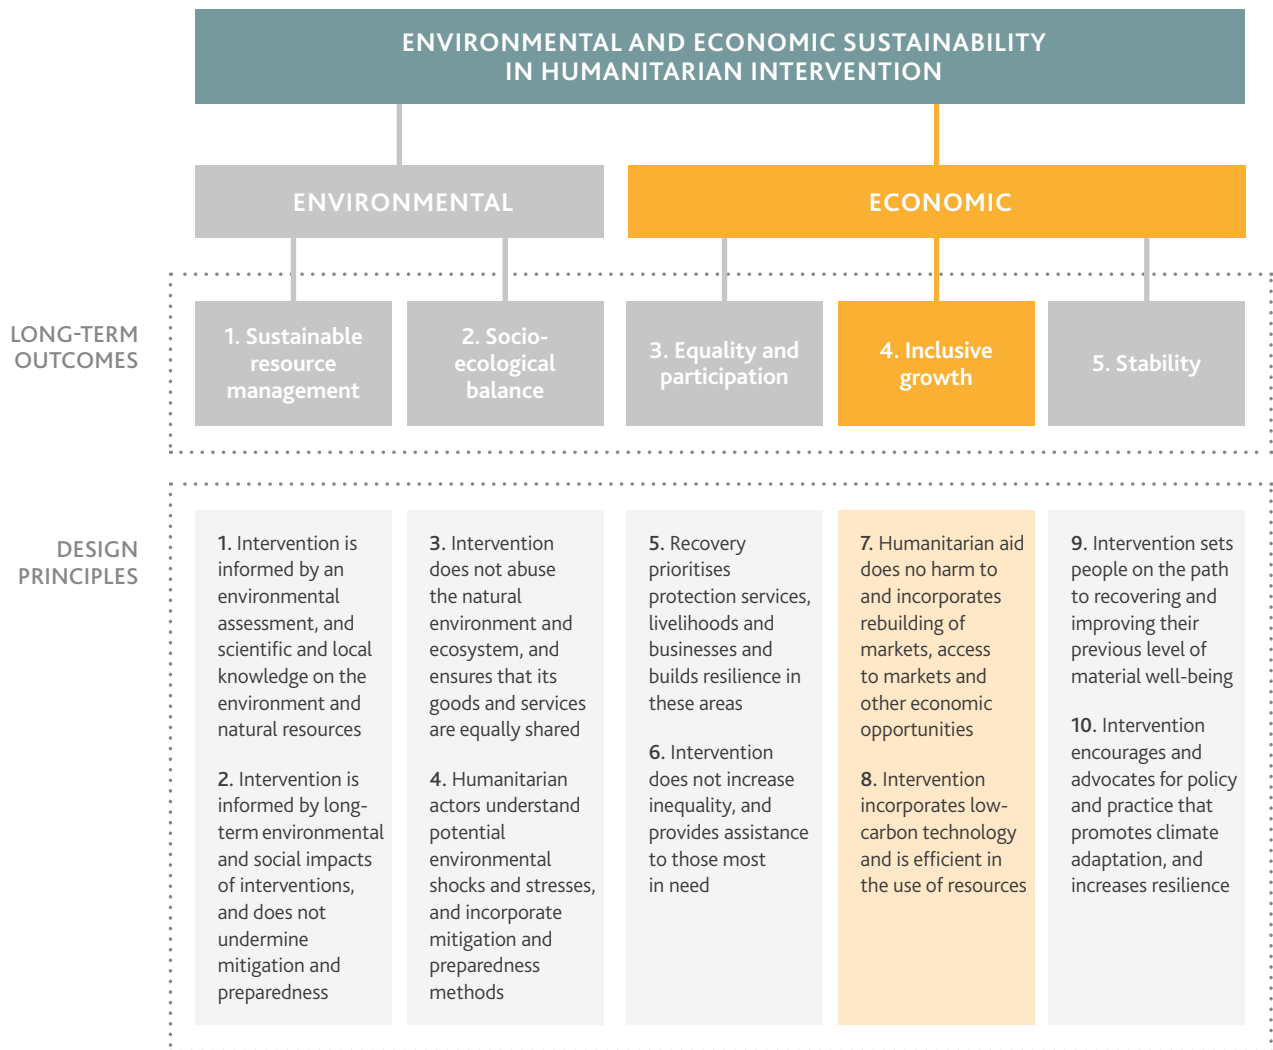 ENVIRONMENTAL AND ECONOMIC SUSTAINABILITY
IN HUMANITARIAN INTERVENTION
ENVIRONMENTAL
ECONOMIC
LONG-TERM
OUTCOMES
1. Sustainable
resource
management
2. Socio-
ecological
balance
3. Equality and
participation
4. Inclusive
growth
5. Stability
DESIGN
PRINCIPLES
1. Intervention is
informed by an
environmental
assessment, and
scientific and local
knowledge on the
environment and
natural resources
2. Intervention is
informed by long-
term environmental
and social impacts
of interventions,
and does not
undermine
mitigation and
preparedness
3. Intervention
does not abuse
the natural
environment and
ecosystem, and
ensures that its
goods and services
are equally shared
4. Humanitarian
actors understand
potential
environmental
shocks and stresses,
and incorporate
mitigation and
preparedness
methods
5. Recovery
prioritises
protection services,
livelihoods and
businesses and
builds resilience in
these areas
6. Intervention
does not increase
inequality, and
provides assistance
to those most
in need
7. Humanitarian aid
does no harm to
and incorporates
rebuilding of
markets, access
to markets and
other economic
opportunities
8. Intervention
incorporates low-
carbon technology
and is efficient in
the use of resources
9. Intervention sets
people on the path
to recovering and
improving their
previous level of
material well-being
10. Intervention
encourages and
advocates for policy
and practice that
promotes climate
adaptation, and
increases resilience